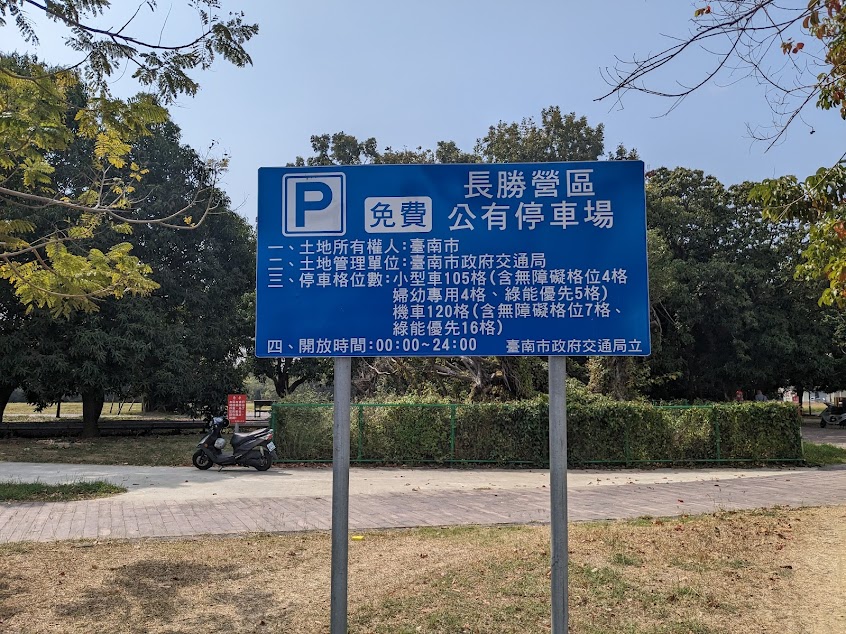 P 免費 長勝營區
公有停車場
一、土地所有權人:臺南市
二、土地管理單位:臺南市政府交通局
三、停車格位數:小型車105格(含無障礙格位4格
婦幼專用4格、綠能優先5格)
機車120格(含無障礙格位7格、
綠能優先16格)
四、開放時間:00:00~24:00 臺南市政府交通局立